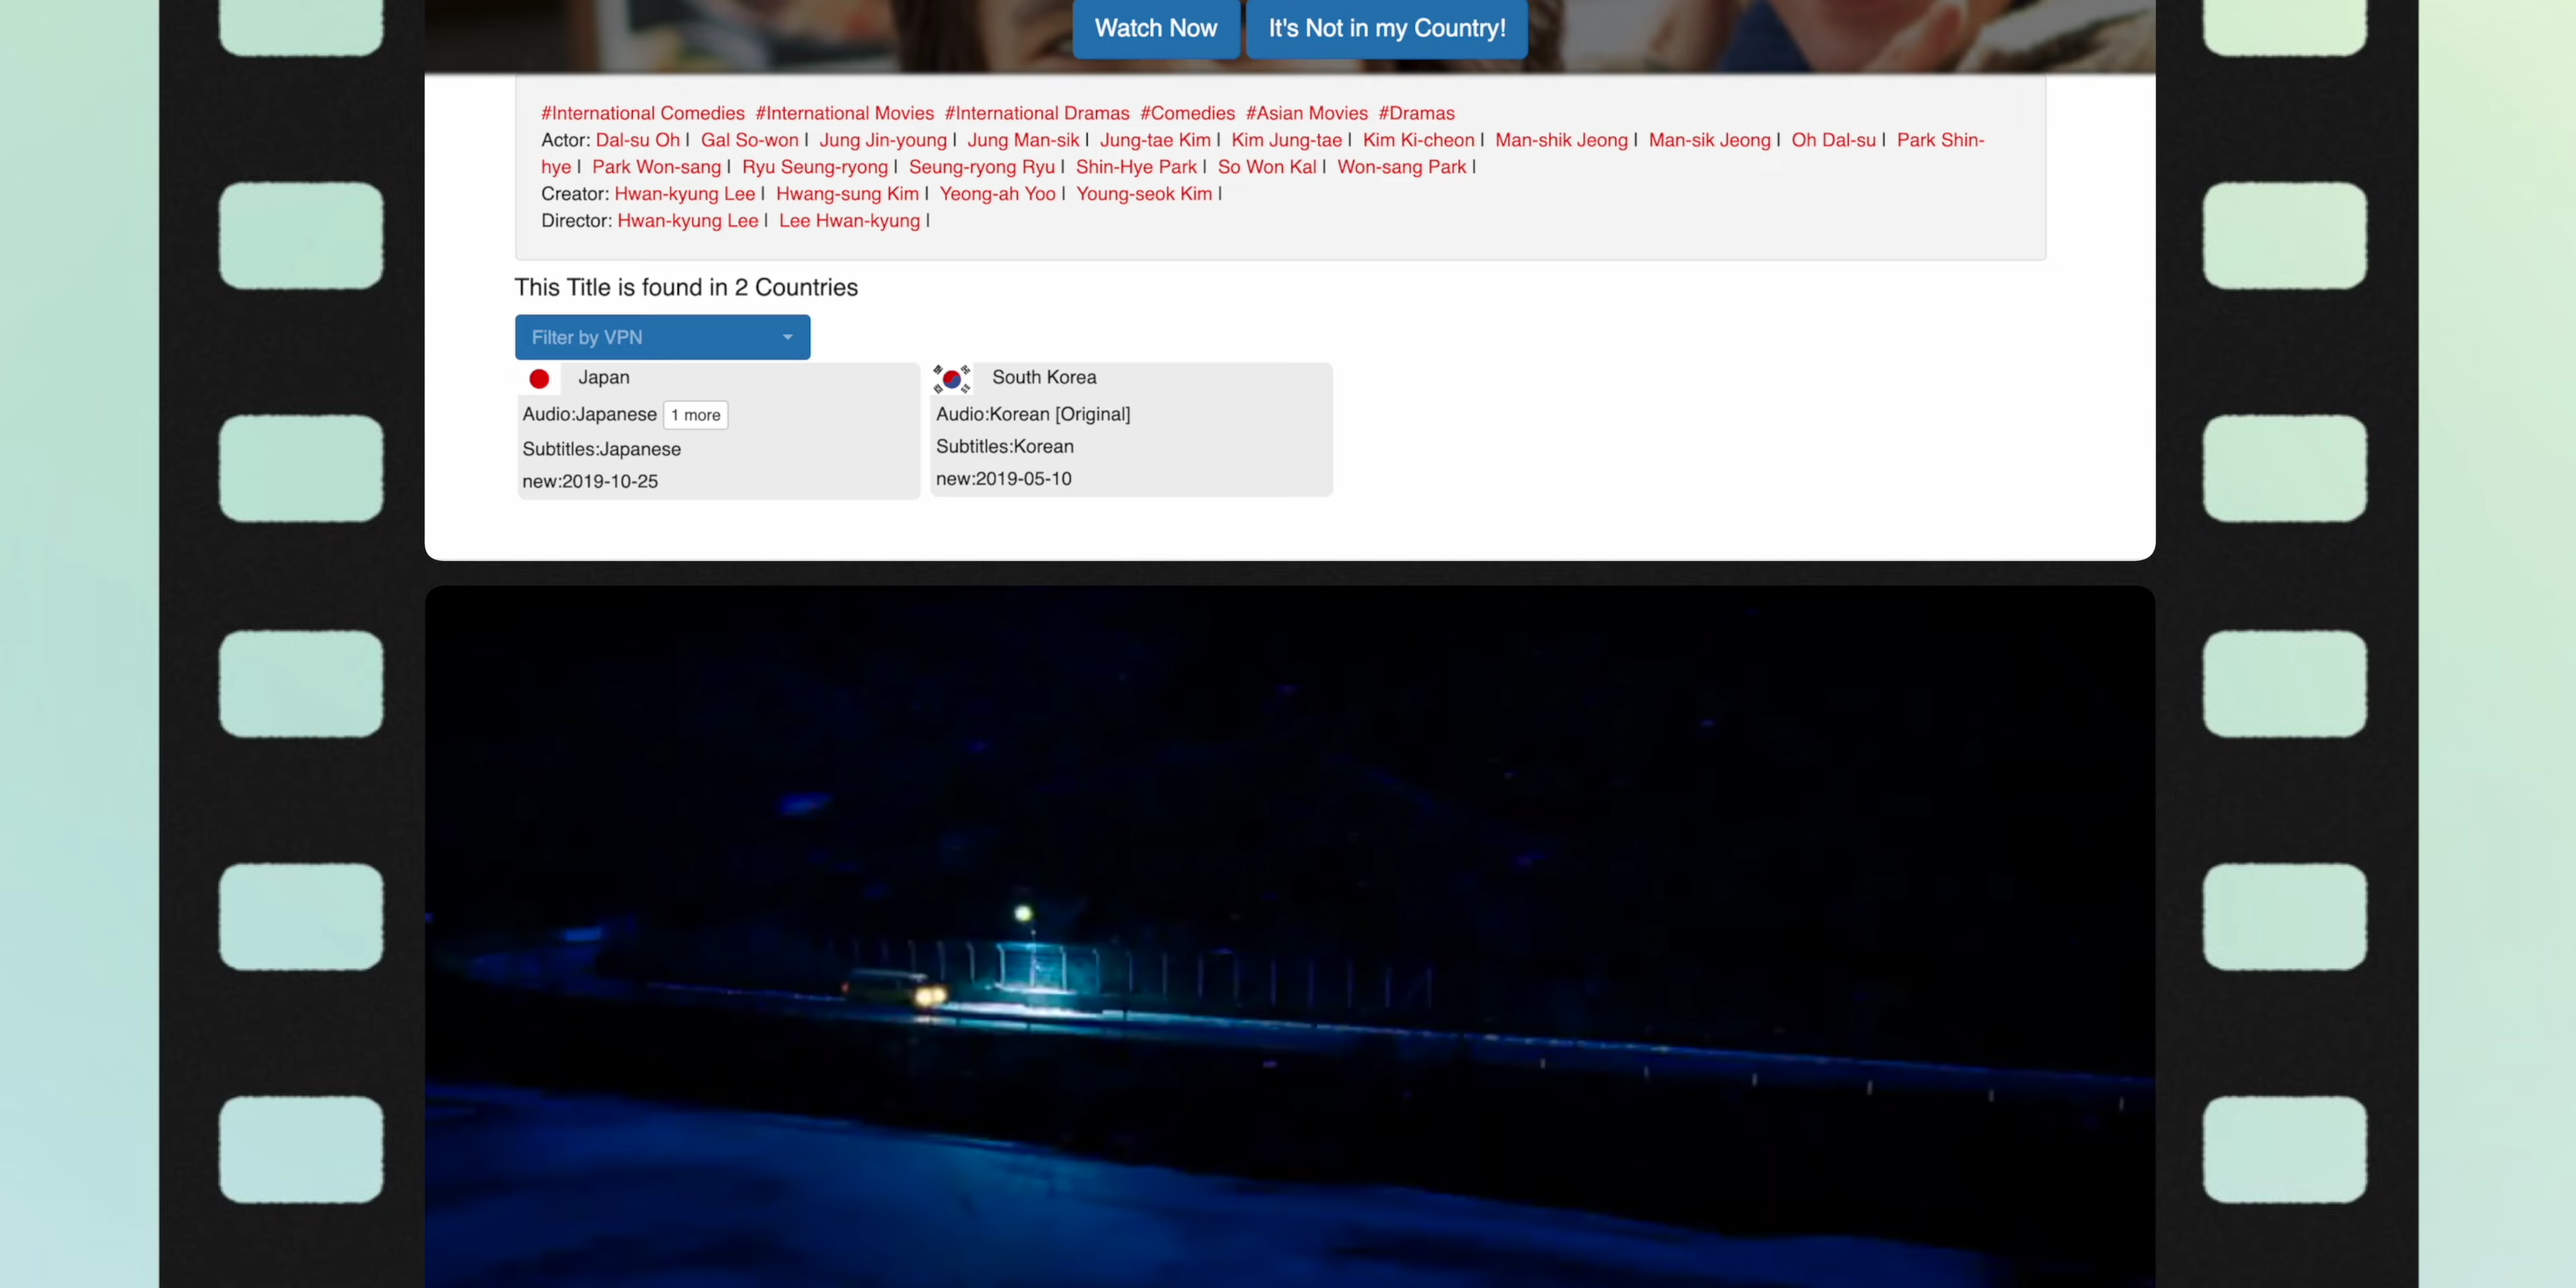 Watch Now It's Not in my Country!
#International Comedies #International Movies #International Dramas #Comedies #Asian Movies #Dramas
Actor: Dal-su Oh | Gal So-won | Jung Jin-young | Jung Man-sik | Jung-tae Kim | Kim Jung-tae | Kim Ki-cheon | Man-shik Jeong | Man-sik Jeong | Oh Dal-su | Park Shin-
hye | Park Won-sang | Ryu Seung-ryong | Seung-ryong Ryu | Shin-Hye Park | So Won Kal | Won-sang Park |
Creator: Hwan-kyung Lee | Hwang-sung Kim | Yeong-ah Yoo | Young-seok Kim |
Director: Hwan-kyung Lee | Lee Hwan-kyung |
This Title is found in 2 Countries
Filter by VPN
Japan
Audio:Japanese 1 more
Subtitles:Japanese
new:2019-10-25
South Korea
Audio:Korean [Original]
Subtitles:Korean
new:2019-05-10